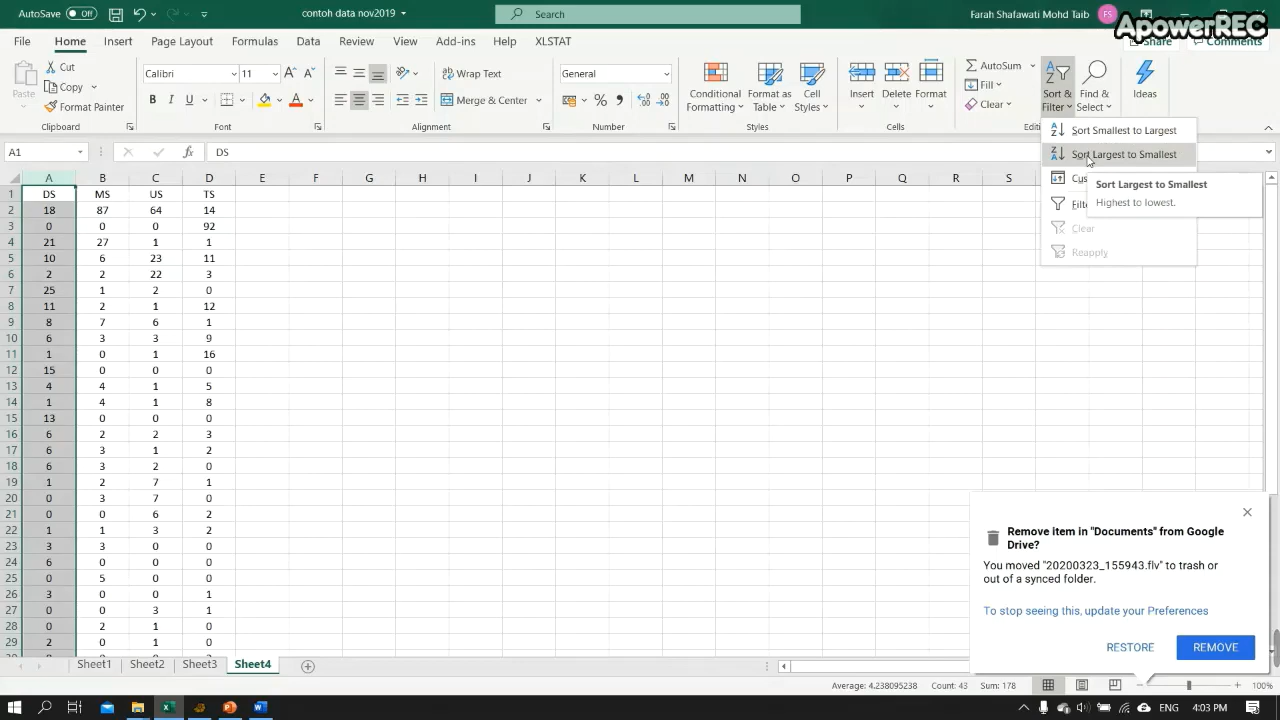 AutoSave Off contoh data nov2019 Search Farah Shafawati Mohd Taib FS
ApowerREC
File Home Insert Page Layout Formulas Data Review View Add-ins Help XLSTAT Share Comments
Paste Cut Copy Format Painter
Calibri 11 B I U A
Wrap Text Merge & Center
General % ,
Conditional Formatting Format as Table Cell Styles
Insert Delete Format
AutoSum Fill Clear
Sort & Filter Find & Select Ideas
Clipboard Font Alignment Number Styles Cells
Sort Smallest to Largest
Sort Largest to Smallest
Sort Largest to Smallest
Highest to lowest.
Clear
Reapply
A1 fx DS
A B C D E F G H I J K L M N O P Q R S
1 DS MS US TS
2 18 87 64 14
3 0 0 0 92
4 21 27 1 1
5 10 6 23 11
6 2 2 22 3
7 25 1 2 0
8 11 2 1 12
9 8 7 6 1
10 6 3 3 9
11 1 0 1 16
12 15 0 0 0
13 4 4 1 5
14 1 4 1 8
15 13 0 0 0
16 6 2 2 3
17 6 3 1 2
18 6 3 2 0
19 1 2 7 1
20 0 3 7 0
21 0 0 6 2
22 1 1 3 2
23 3 3 0 0
24 6 0 0 0
25 0 5 0 0
26 3 0 0 1
27 0 0 3 1
28 0 2 1 0
29 2 0 1 0
Remove item in "Documents" from Google
Drive?
You moved "20200323_155943.flv" to trash or
out of a synced folder.
To stop seeing this, update your Preferences
RESTORE REMOVE
Sheet1 Sheet2 Sheet3 Sheet4
Average: 4.238095238 Count: 43 Sum: 178 100%
ENG 4:03 PM